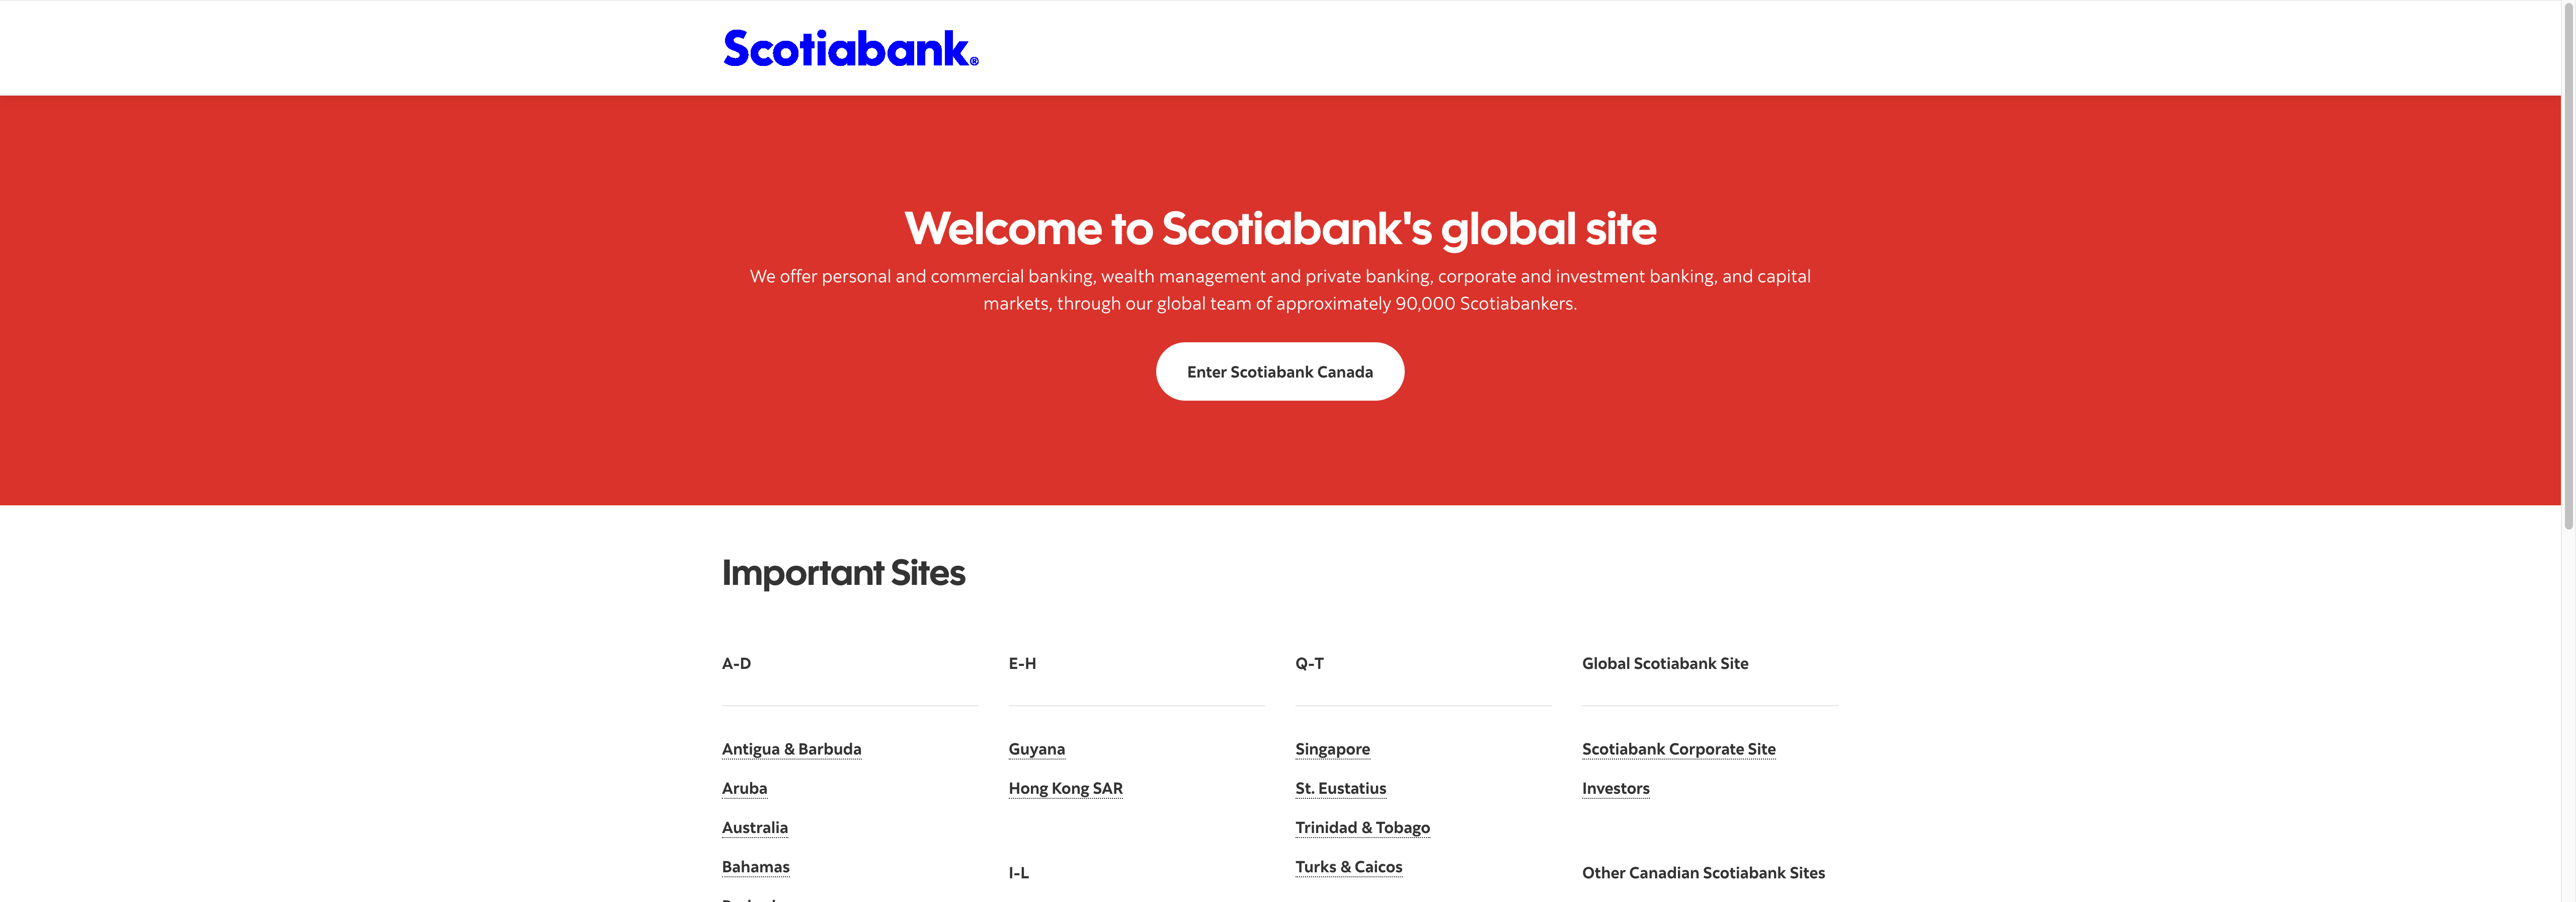 Scotiabank®
Welcome to Scotiabank's global site
We offer personal and commercial banking, wealth management and private banking, corporate and investment banking, and capital
markets, through our global team of approximately 90,000 Scotiabankers.
Enter Scotiabank Canada
Important Sites
A-D
Antigua & Barbuda
Aruba
Australia
Bahamas
E-H
Guyana
Hong Kong SAR
I-L
Q-T
Singapore
St. Eustatius
Trinidad & Tobago
Turks & Caicos
Global Scotiabank Site
Scotiabank Corporate Site
Investors
Other Canadian Scotiabank Sites